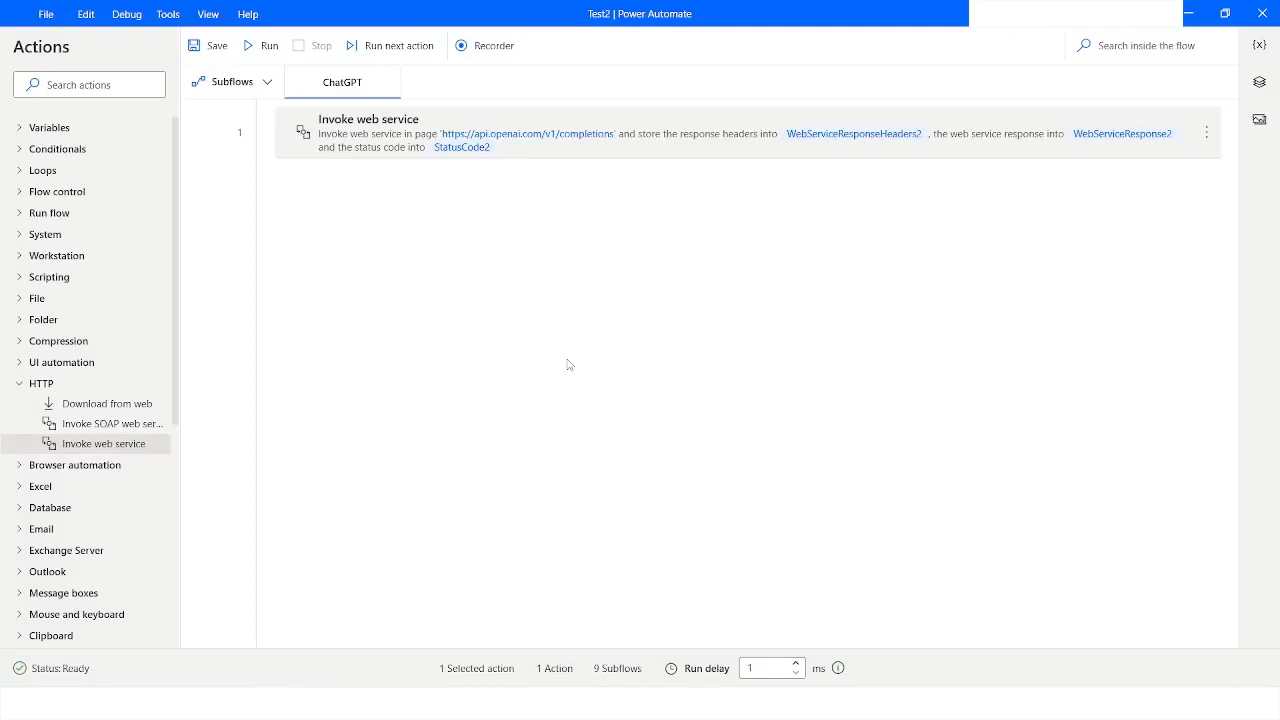 File Edit Debug Tools View Help
Test2 | Power Automate
Actions
Save Run Stop Run next action Recorder
Search inside the flow
{x}
Search actions
Subflows ChatGPT
Variables
Conditionals
Loops
Flow control
Run flow
System
Workstation
Scripting
File
Folder
Compression
UI automation
HTTP
Download from web
Invoke SOAP web ser...
Invoke web service
Browser automation
Excel
Database
Email
Exchange Server
Outlook
Message boxes
Mouse and keyboard
Clipboard
1
Invoke web service
Invoke web service in page 'https://api.openai.com/v1/completions' and store the response headers into WebServiceResponseHeaders2 , the web service response into WebServiceResponse2
and the status code into StatusCode2
Status: Ready
1 Selected action 1 Action 9 Subflows Run delay 1 ms